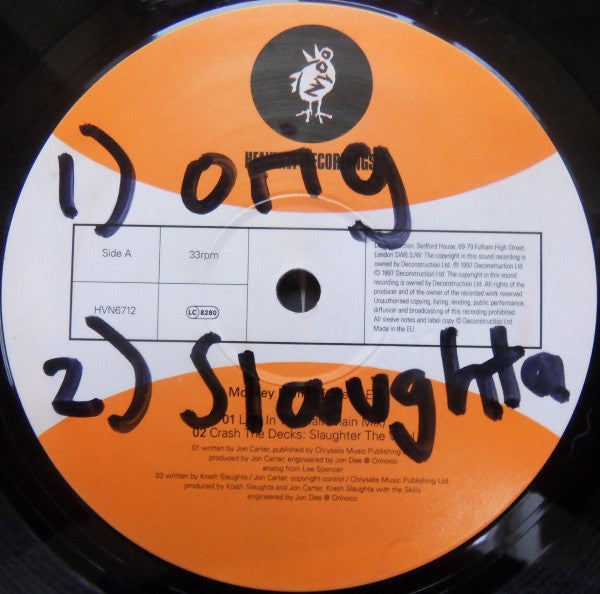 HEAVENLY RECORDINGS
1) orig
Side A
33rpm
Deconstruction, Bedford House, 69-79 Fulham High Street,
London SW6 3JW. The copyright in this sound recording is
owned by Deconstruction Ltd. ℗ 1997 Deconstruction Ltd.
© 1997 Deconstruction Ltd. The copyright in this sound
recording is owned by Deconstruction Ltd. All rights of the
producer and of the owner of the recorded work reserved.
Unauthorised copying, hiring, lending, public performance,
diffusion and broadcasting of this recording prohibited.
All sleeve notes and label copy © Deconstruction Ltd.
Made in the EU.
HVN6712
LC 8280
2) Slaughta
01 In Main Mix)
02 Crash The Decks: Slaughter The
01 written by Jon Carter, published by Chrysalis Music Publishing
produced by Jon Carter, engineered by Jon Dee @ Orinoco
analog from Lee Spencer
02 written by Krash Slaughta / Jon Carter, copyright control / Chrysalis Music Publishing Ltd.
produced by Krash Slaughta and Jon Carter, Krash Slaughta with the Skills
engineered by Jon Dee @ Orinoco